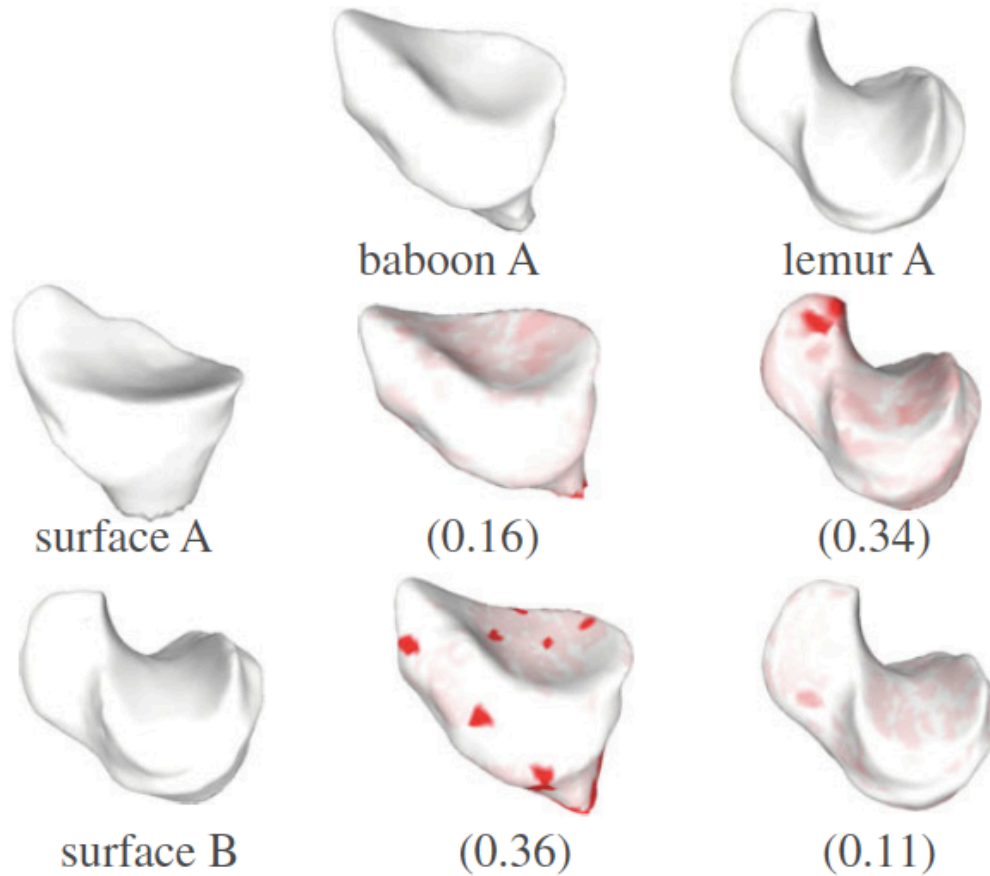 baboon A
lemur A
surface A
(0.16)
(0.34)
surface B
(0.36)
(0.11)